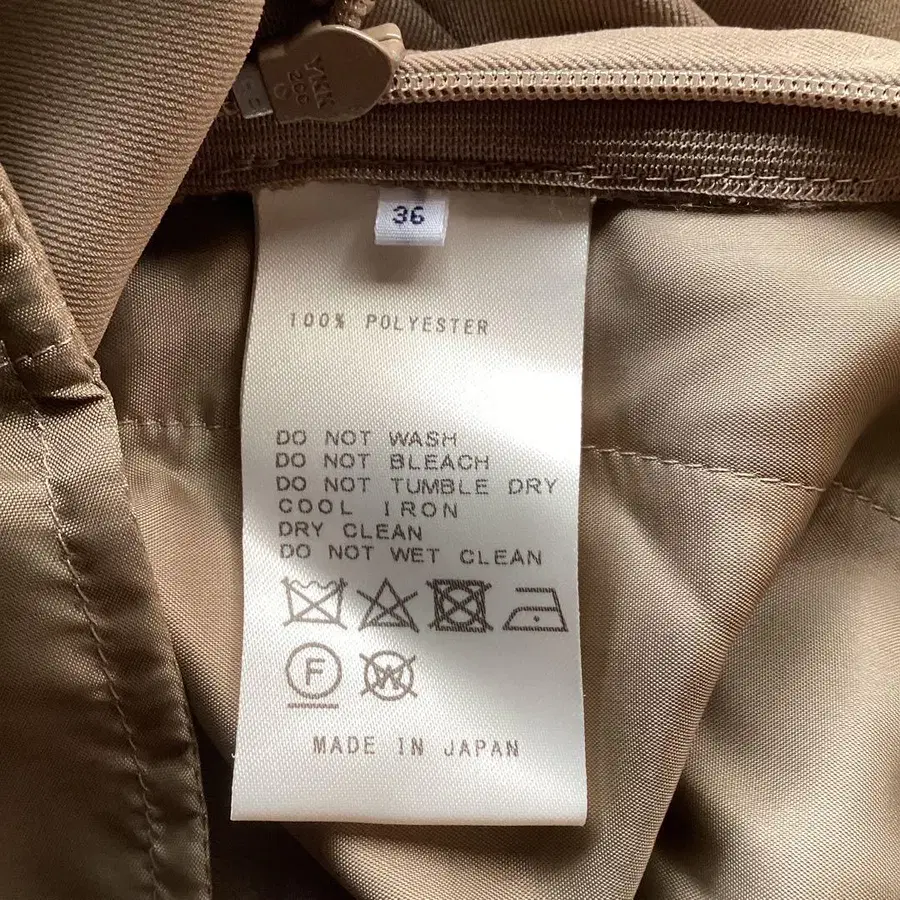 YKK
36
100% POLYESTER
DO NOT WASH
DO NOT BLEACH
DO NOT TUMBLE DRY
COOL IRON
DRY CLEAN
DO NOT WET CLEAN
F
W
MADE IN JAPAN